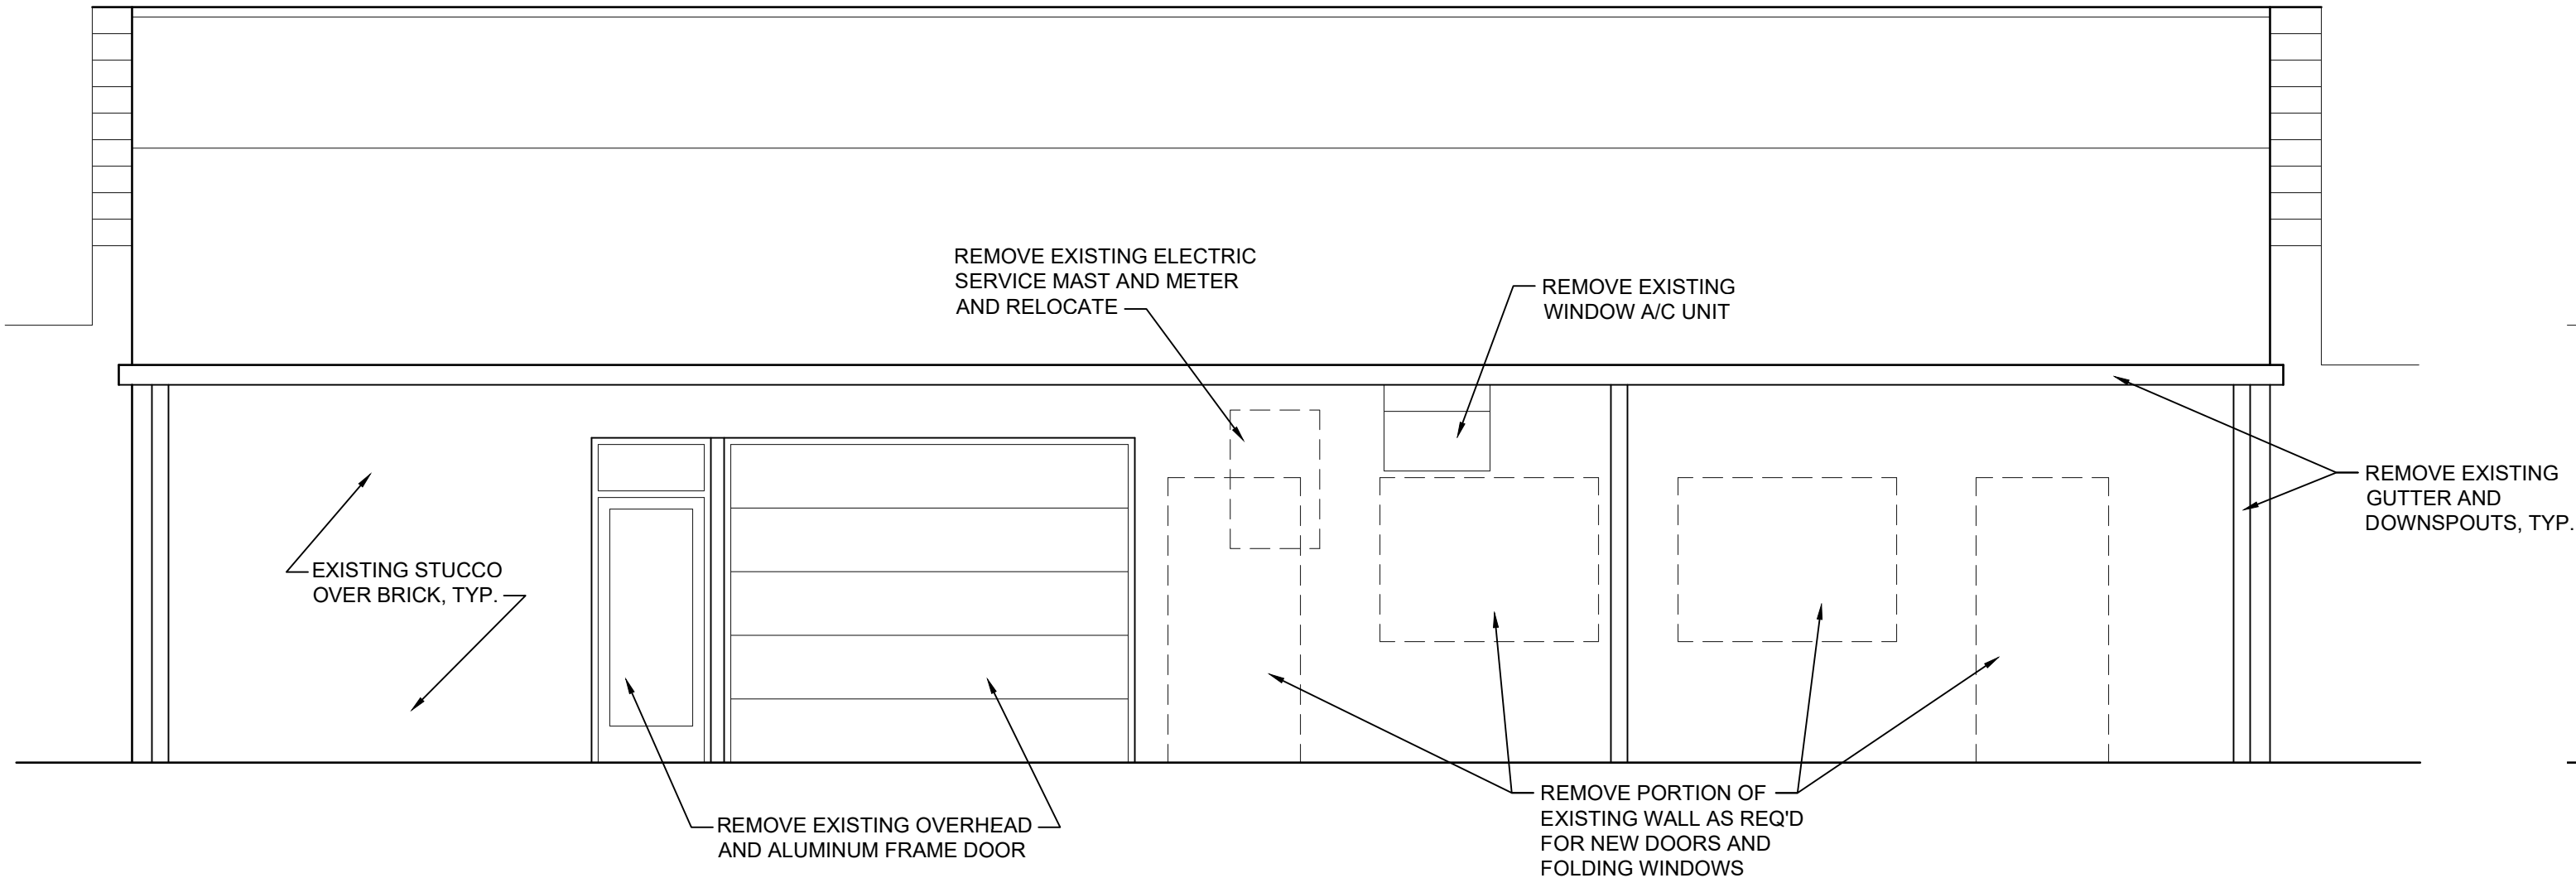 REMOVE EXISTING ELECTRIC
SERVICE MAST AND METER
AND RELOCATE
REMOVE EXISTING
WINDOW A/C UNIT
REMOVE EXISTING
GUTTER AND
DOWNSPOUTS, TYP.
EXISTING STUCCO
OVER BRICK, TYP.
REMOVE EXISTING OVERHEAD
AND ALUMINUM FRAME DOOR
REMOVE PORTION OF
EXISTING WALL AS REQ'D
FOR NEW DOORS AND
FOLDING WINDOWS